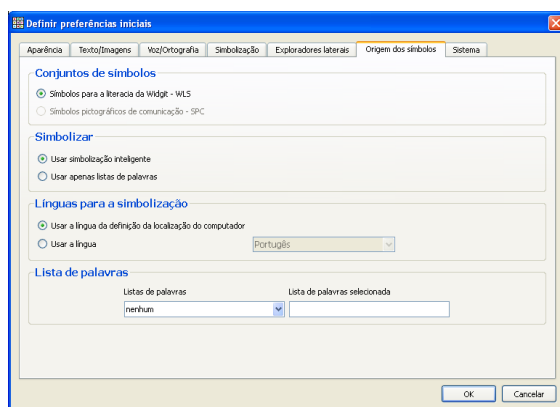 Definir preferências iniciais
Aparência Texto/Imagens Voz/Ortografia Simbolização Exploradores laterais Origem dos símbolos Sistema
Conjuntos de símbolos
Símbolos para a literacia da Widgit - WLS
Símbolos pictográficos de comunicação - SPC
Simbolizar
Usar simbolização inteligente
Usar apenas listas de palavras
Línguas para a simbolização
Usar a língua da definição da localização do computador
Usar a língua Portugês
Lista de palavras
Listas de palavras Lista de palavras selecionada
nenhum
OK Cancelar